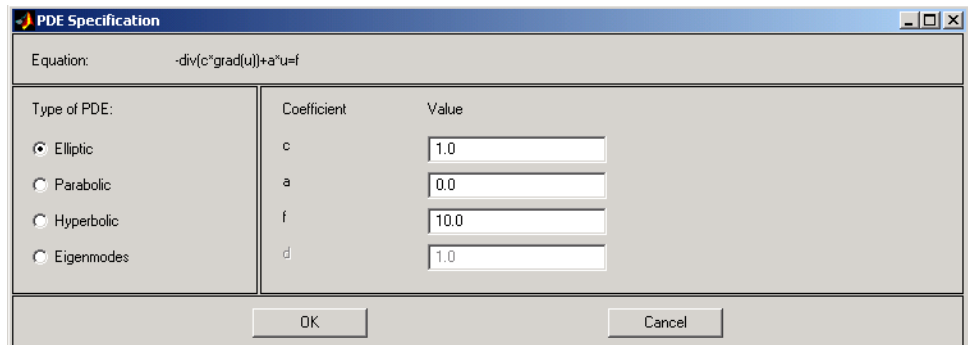 PDE Specification
Equation: -div(c*grad(u))+a*u=f
Type of PDE: Coefficient Value
Elliptic c 1.0
Parabolic a 0.0
Hyperbolic f 10.0
Eigenmodes d 1.0
OK Cancel